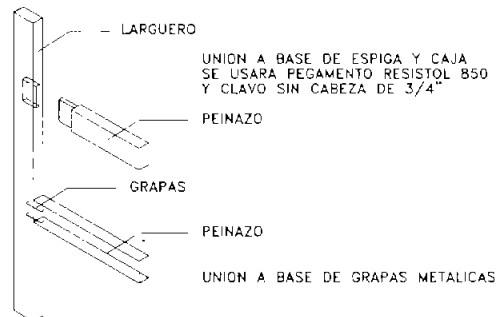 LARGUERO
UNION A BASE DE ESPIGA Y CAJA
SE USARA PEGAMENTO RESISTOL 850
Y CLAVO SIN CABEZA DE 3/4"
PEINAZO
GRAPAS
PEINAZO
UNION A BASE DE GRAPAS METALICAS